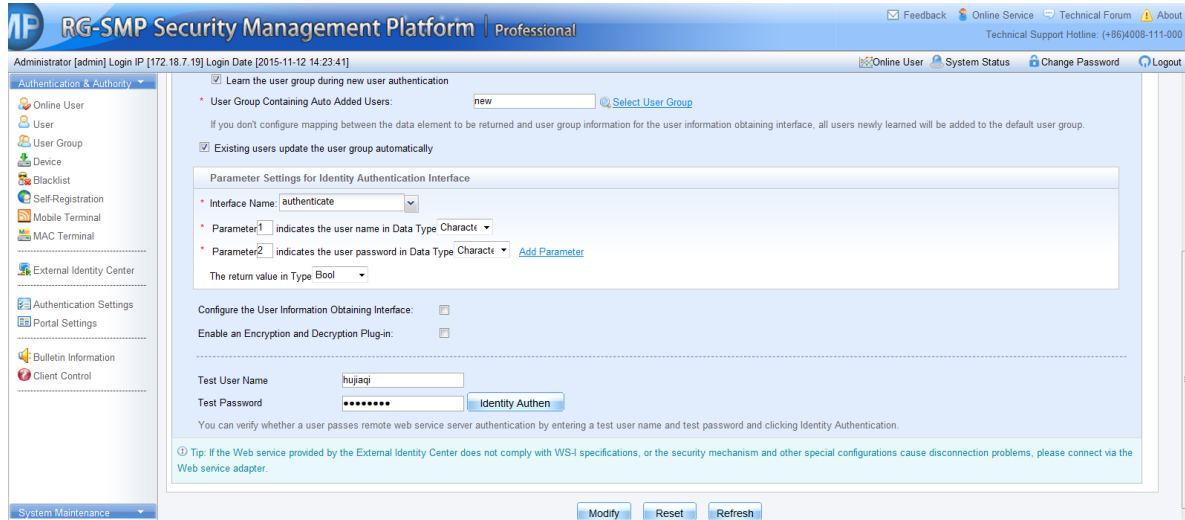 MP) RG-SMP Security Management Platform | Professional
Feedback Online Service Technical Forum About
Technical Support Hotline: (+86)4008-111-000
Administrator [admin] Login IP [172.18.7.19] Login Date [2015-11-12 14:23:41]
Online User System Status Change Password Logout
Authentication & Authority
Online User
User
User Group
Device
Blacklist
Self-Registration
Mobile Terminal
MAC Terminal
External Identity Center
Authentication Settings
Portal Settings
Bulletin Information
Client Control
System Maintenance
Learn the user group during new user authentication
* User Group Containing Auto Added Users: new Select User Group
If you don't configure mapping between the data element to be returned and user group information for the user information obtaining interface, all users newly learned will be added to the default user group.
Existing users update the user group automatically
Parameter Settings for Identity Authentication Interface
* Interface Name: authenticate
* Parameter 1 indicates the user name in Data Type Characte
* Parameter 2 indicates the user password in Data Type Characte Add Parameter
The return value in Type Bool
Configure the User Information Obtaining Interface:
Enable an Encryption and Decryption Plug-in:
Test User Name hujiaqi
Test Password •••••••• Identity Authen
You can verify whether a user passes remote web service server authentication by entering a test user name and test password and clicking Identity Authentication.
Tip: If the Web service provided by the External Identity Center does not comply with WS-I specifications, or the security mechanism and other special configurations cause disconnection problems, please connect via the
Web service adapter.
Modify Reset Refresh